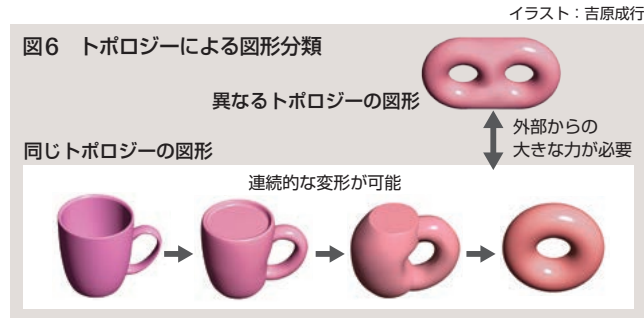 イラスト：吉原成行
図6　トポロジーによる図形分類
異なるトポロジーの図形
外部からの
大きな力が必要
同じトポロジーの図形
連続的な変形が可能